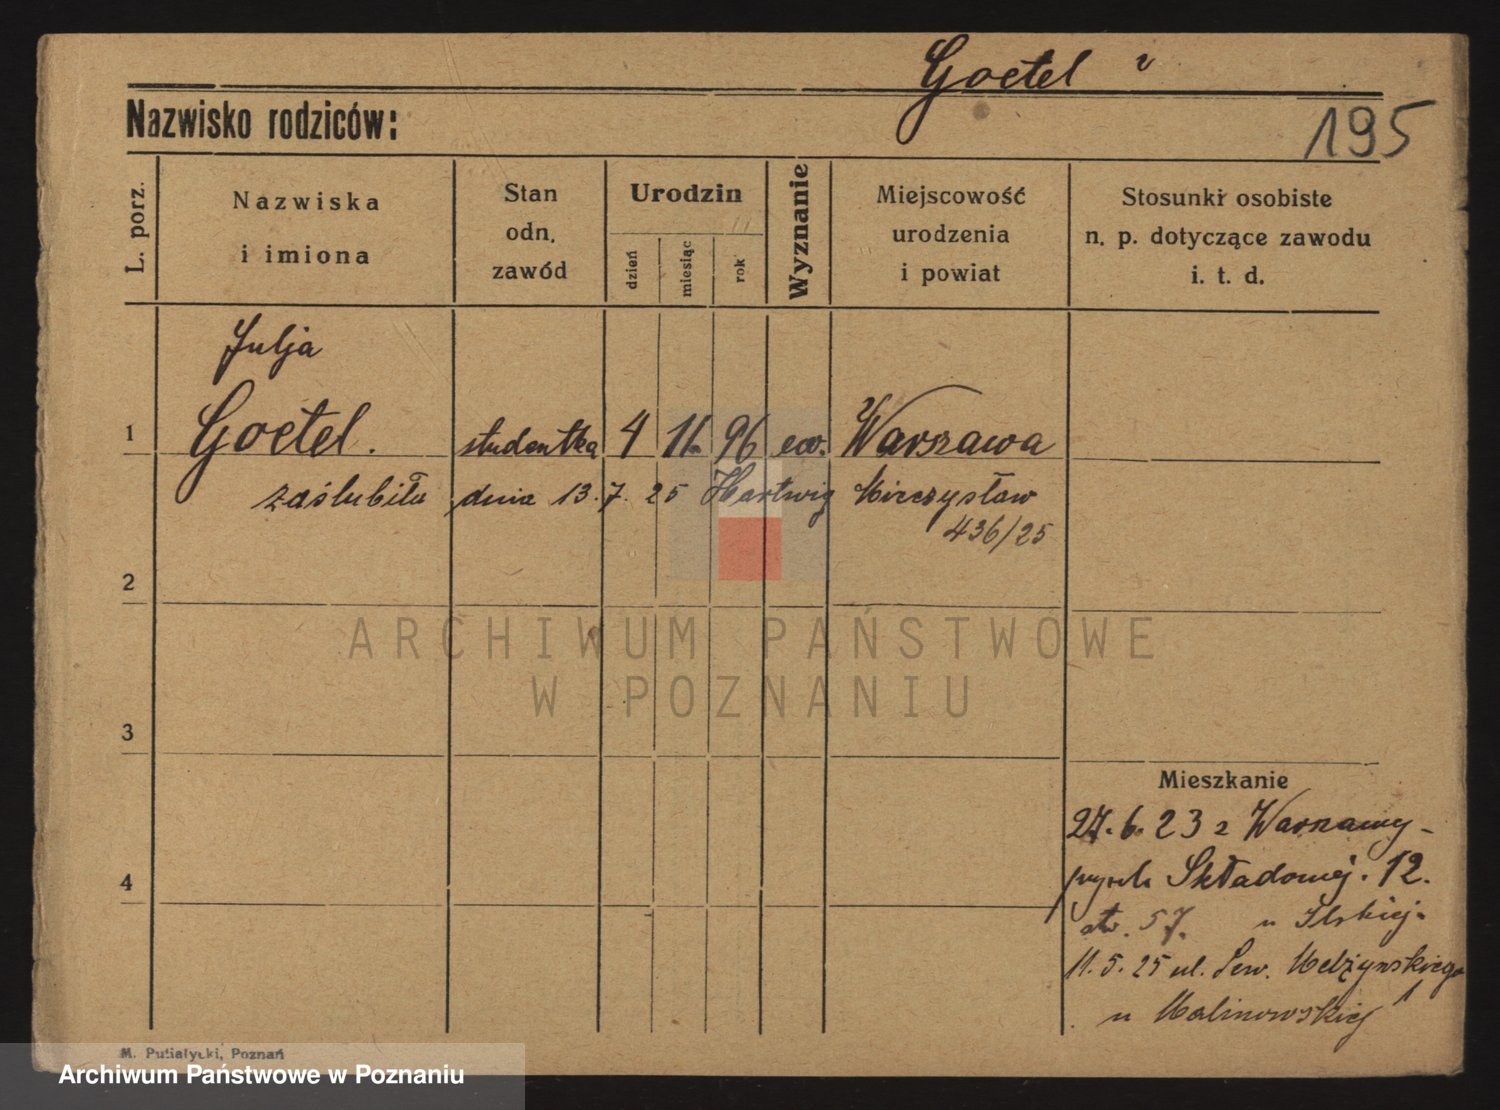 Goetel
Nazwisko rodziców:
195
L. porz.
Nazwiska
i imiona
Stan
odn.
zawód
Urodzin
dzień
miesiąc
rok
Wyznanie
Miejscowość
urodzenia
i powiat
Stosunki osobiste
n. p. dotyczące zawodu
i. t. d.
Julja
1 Goetel. studentka 4 11. 96 ew. Warszawa
zaślubiła dnia 13. 7. 25 Hartwig Mieczysław
436/25
2
ARCHIWUM PAŃSTWOWE
W POZNANIU
3
Mieszkanie
27. 6. 23 z Warszawy -
Składowej. 12.
4
57. u
11. 5. 25 ul. Sew. Mielżyńskiego 1
u Malinowskiej
M. Putiatycki, Poznań
Archiwum Państwowe w Poznaniu